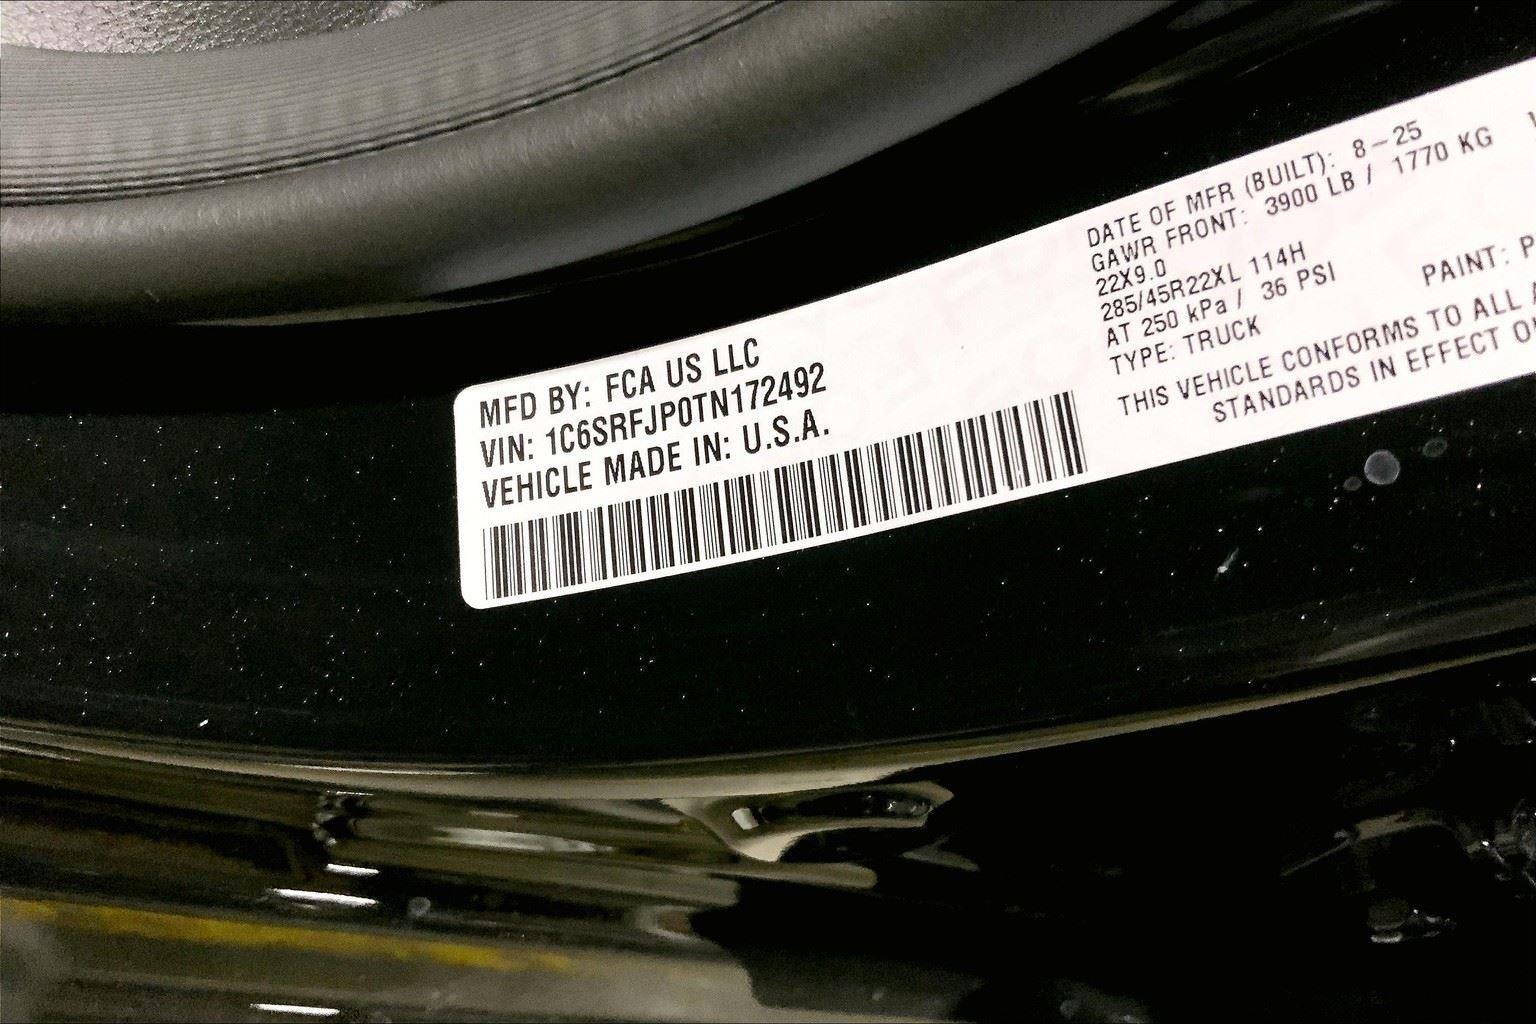 MFD BY: FCA US LLC
VIN: 1C6SRFJP0TN172492
VEHICLE MADE IN: U.S.A.
DATE OF MFR (BUILT): 8-25
GAWR FRONT: 3900 LB / 1770 KG
22X9.0
285/45R22XL 114H
AT 250 kPa / 36 PSI
TYPE: TRUCK
PAINT: P
THIS VEHICLE CONFORMS TO ALL
STANDARDS IN EFFECT